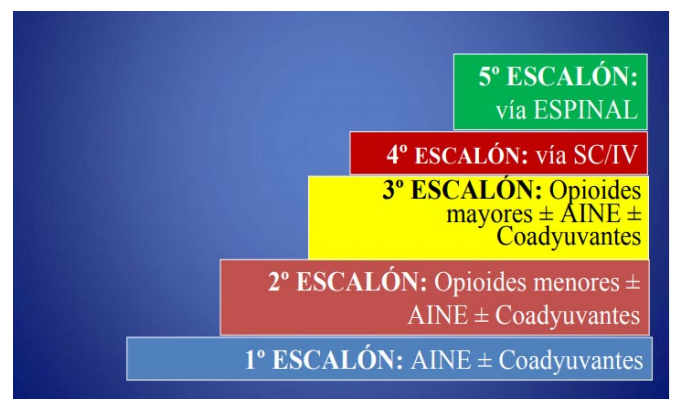 5º ESCALÓN:
vía ESPINAL
4º ESCALÓN: vía SC/IV
3º ESCALÓN: Opioides
mayores ± AINE ±
Coadyuvantes
2º ESCALÓN: Opioides menores ±
AINE ± Coadyuvantes
1º ESCALÓN: AINE ± Coadyuvantes